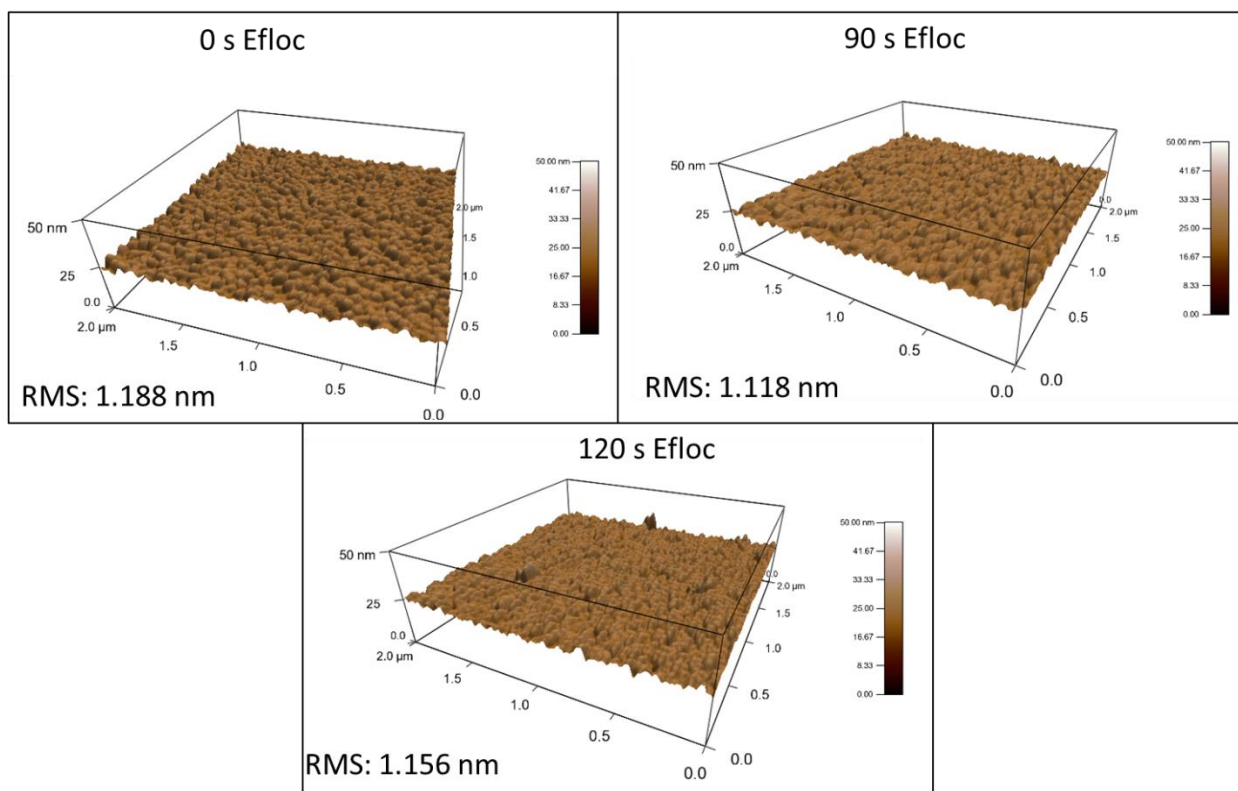 0 s Efloc
50.00 nm
41.67
33.33
25.00
16.67
8.33
0.00
50 nm
25
0.0
2.0 µm
1.5
1.0
0.5
0.0
0.0
0.5
1.0
1.5
2.0 µm
RMS: 1.188 nm
90 s Efloc
50.00 nm
41.67
33.33
25.00
16.67
8.33
0.00
50 nm
25
0.0
2.0 µm
1.5
1.0
0.5
0.0
0.0
0.5
1.0
1.5
2.0 µm
0.0
RMS: 1.118 nm
120 s Efloc
50.00 nm
41.67
33.33
25.00
16.67
8.33
0.00
50 nm
25
0.0
2.0 µm
1.5
1.0
0.5
0.0
0.0
0.5
1.0
1.5
2.0 µm
0.0
RMS: 1.156 nm